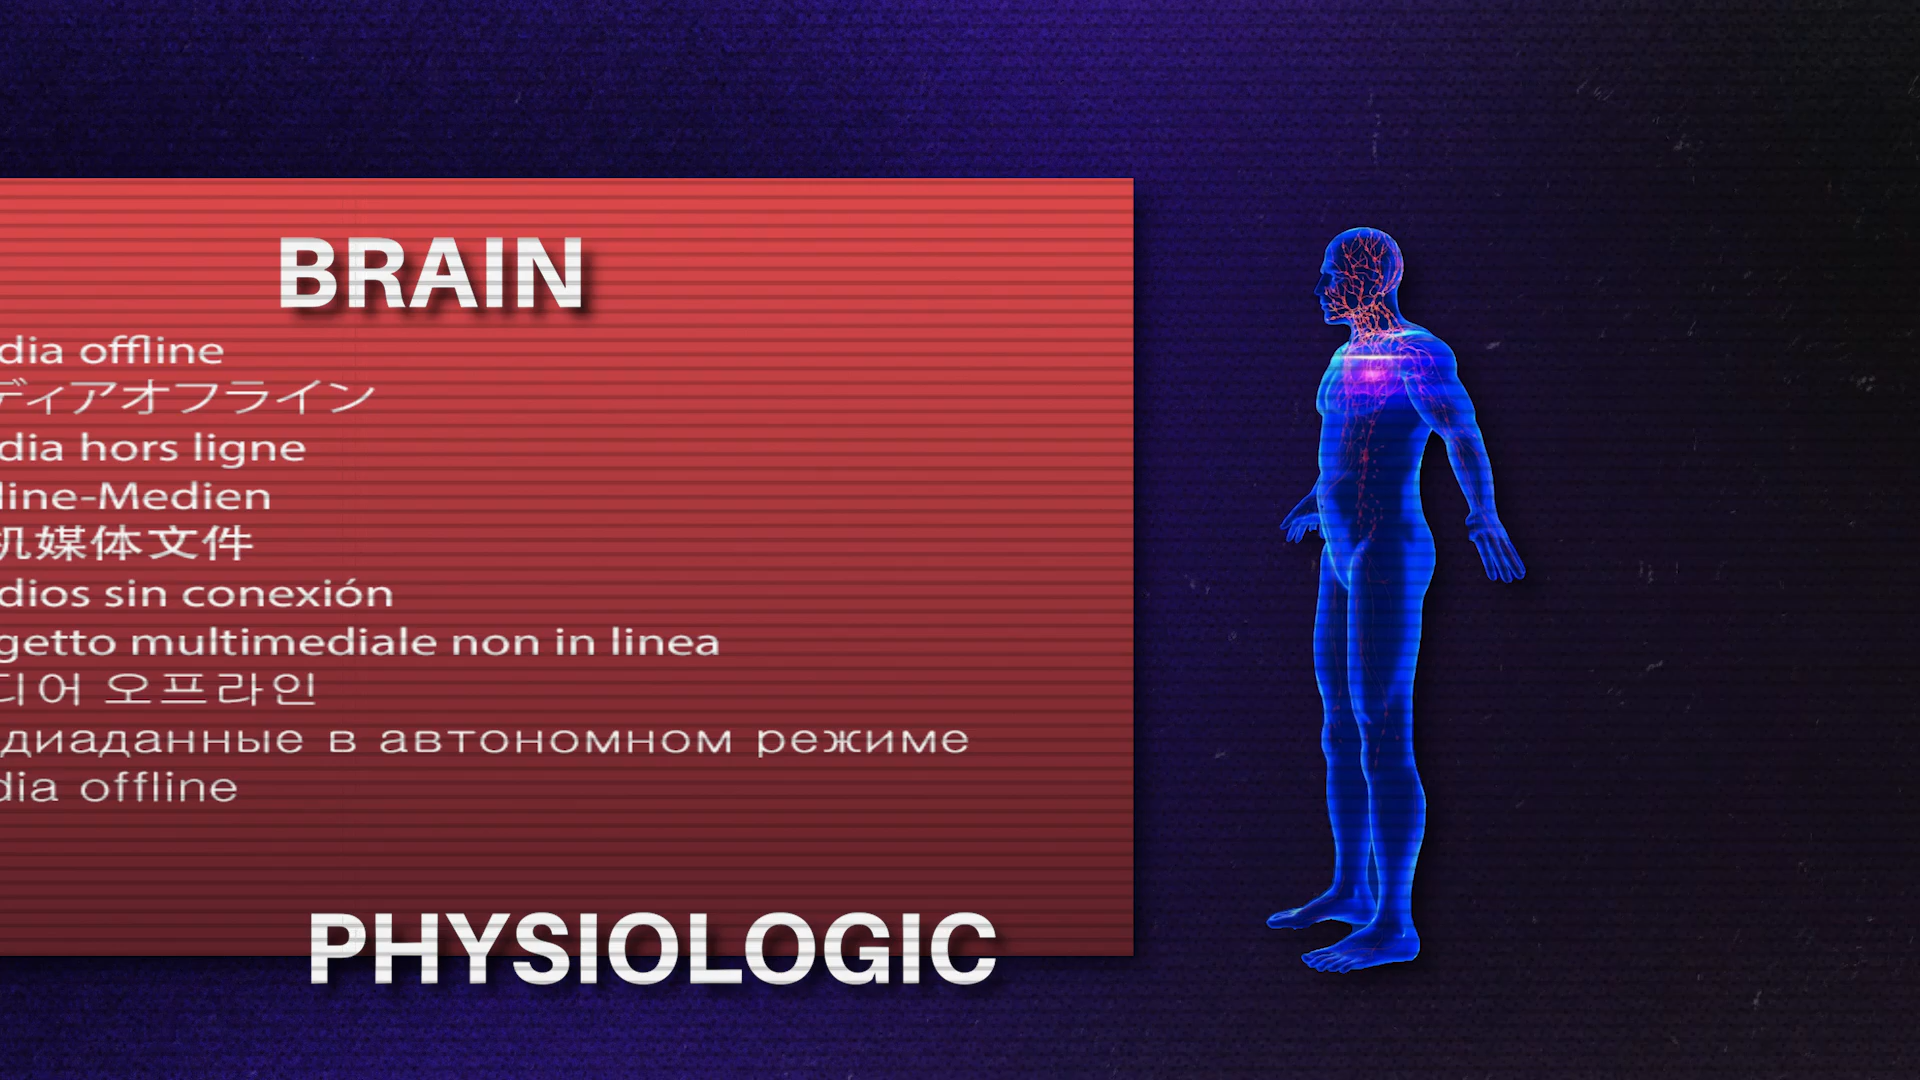 BRAIN
dia offline
ディアオフライン
dia hors ligne
line-Medien
机媒体文件
dios sin conexión
getto multimediale non in linea
디어 오프라인
диаданные в автономном режиме
dia offline
PHYSIOLOGIC